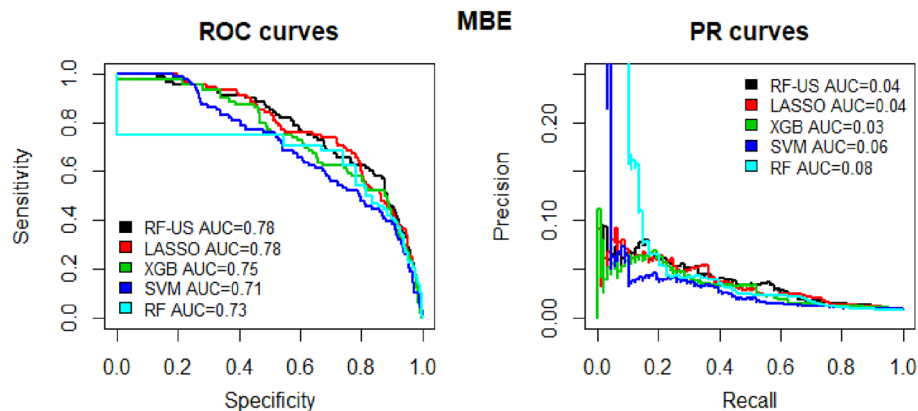 MBE
ROC curves
Sensitivity
1.0
0.8
0.6
0.4
0.2
0.0
RF-US AUC=0.78
LASSO AUC=0.78
XGB AUC=0.75
SVM AUC=0.71
RF AUC=0.73
0.0 0.2 0.4 0.6 0.8 1.0
Specificity
PR curves
Precision
0.20
0.10
0.00
RF-US AUC=0.04
LASSO AUC=0.04
XGB AUC=0.03
SVM AUC=0.06
RF AUC=0.08
0.0 0.2 0.4 0.6 0.8 1.0
Recall